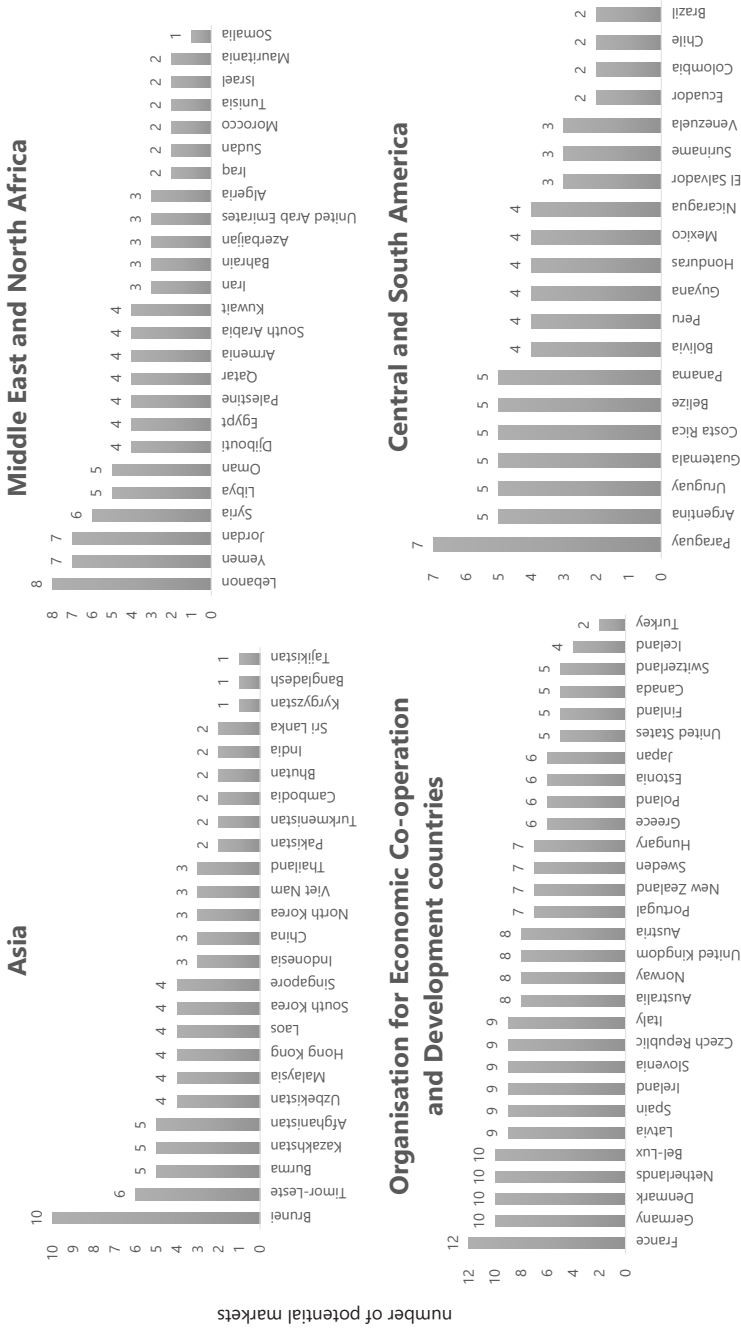 number of potential markets
Asia
10
9
8
7
6
5
4
3
2
1
0
10 6 5 5 5 4 4 4 4 4 4 3 3 3 3 3 2 2 2 2 2 2 1 1 1
Brunei
Timor-Leste
Burma
Kazakhstan
Afghanistan
Uzbekistan
Malaysia
Hong Kong
Laos
South Korea
Singapore
Indonesia
China
North Korea
Viet Nam
Thailand
Pakistan
Turkmenistan
Cambodia
Bhutan
India
Sri Lanka
Kyrgyzstan
Bangladesh
Tajikistan
Middle East and North Africa
8
7
6
5
4
3
2
1
0
8 7 7 6 5 5 4 4 4 4 4 4 4 3 3 3 3 3 2 2 2 2 2 2 1
Lebanon
Yemen
Jordan
Syria
Libya
Oman
Djibouti
Egypt
Palestine
Qatar
Armenia
South Arabia
Kuwait
Iran
Bahrain
Azerbaijan
United Arab Emirates
Algeria
Iraq
Sudan
Morocco
Tunisia
Israel
Mauritania
Somalia
Organisation for Economic Co-operation
and Development countries
12
10
8
6
4
2
0
12 10 10 10 10 9 9 9 9 9 9 8 8 8 8 7 7 7 7 6 6 6 6 5 5 5 5 4 2
France
Germany
Denmark
Netherlands
Bel-Lux
Latvia
Spain
Ireland
Slovenia
Czech Republic
Italy
Australia
Norway
United Kingdom
Austria
Portugal
New Zealand
Sweden
Hungary
Greece
Poland
Estonia
Japan
United States
Finland
Canada
Switzerland
Iceland
Turkey
Central and South America
7
6
5
4
3
2
1
0
7 5 5 5 5 5 5 4 4 4 4 4 4 3 3 3 2 2 2 2
Paraguay
Argentina
Uruguay
Guatemala
Costa Rica
Belize
Panama
Bolivia
Peru
Guyana
Honduras
Mexico
Nicaragua
El Salvador
Suriname
Venezuela
Ecuador
Colombia
Chile
Brazil